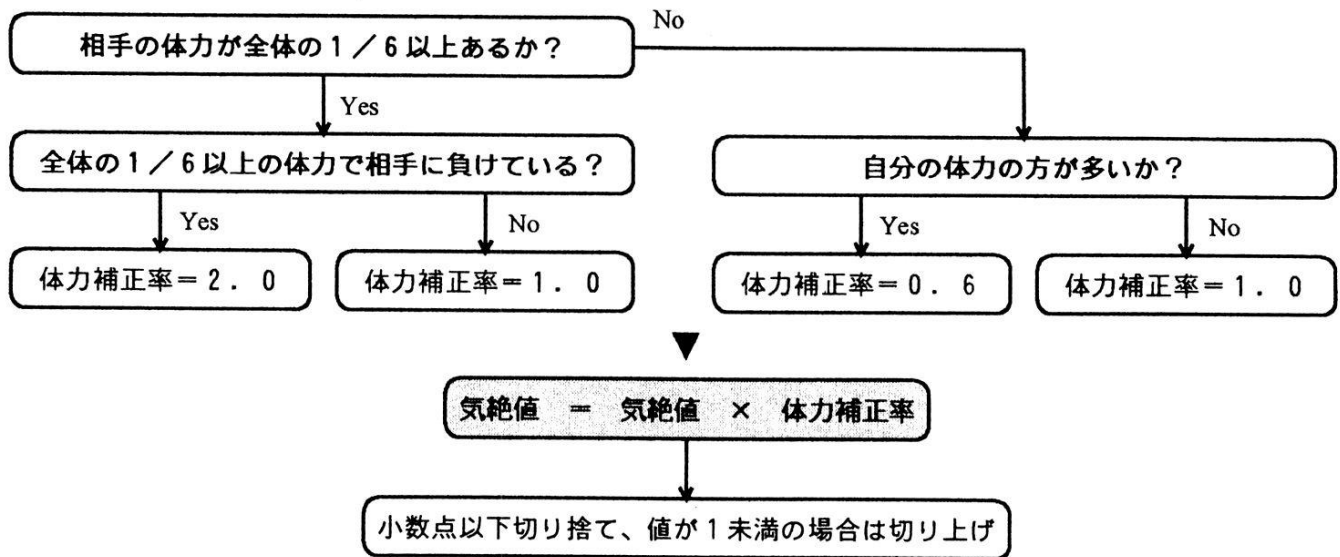 相手の体力が全体の1/6以上あるか?
No
Yes
全体の1/6以上の体力で相手に負けている?
自分の体力の方が多いか?
Yes
No
Yes
No
体力補正率=2.0
体力補正率=1.0
体力補正率=0.6
体力補正率=1.0
▼
気絶値 = 気絶値 × 体力補正率
小数点以下切り捨て、値が1未満の場合は切り上げ